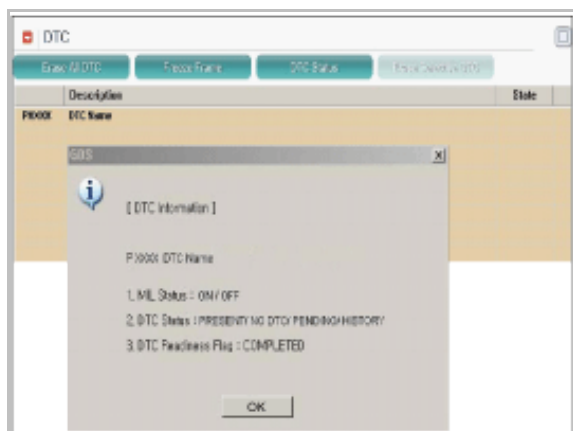 DTC
Erase All DTC Freeze Frame DTC Status
Description State
PXXXX DTC Name
GDS
[ DTC Information ]
PXXXX DTC Name
1. MIL Status : ON / OFF
2. DTC Status : PRESENT/ NO DTC/ PENDING/HISTORY
3. DTC Readiness Flag : COMPLETED
OK